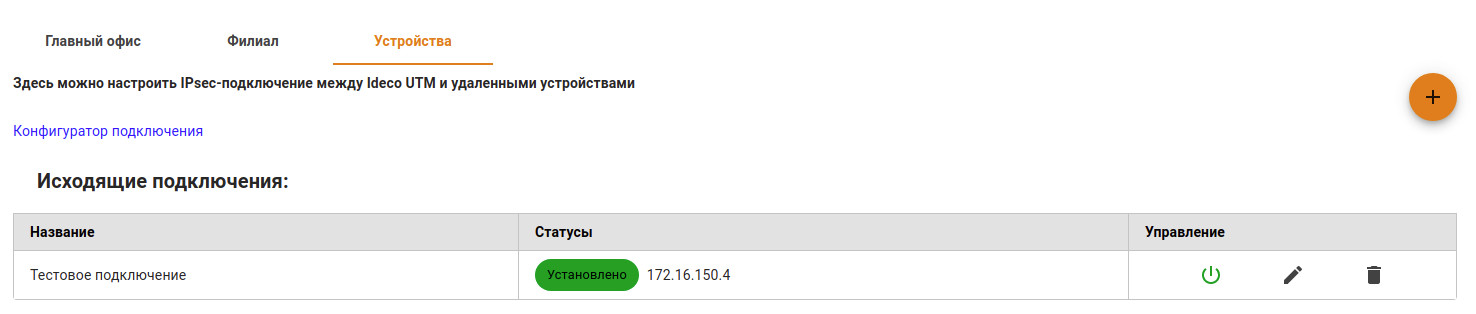 Главный офис Филиал Устройства
Здесь можно настроить IPsec-подключение между Ideco UTM и удаленными устройствами
Конфигуратор подключения
Исходящие подключения:
Название Статусы Управление
Тестовое подключение Установлено 172.16.150.4